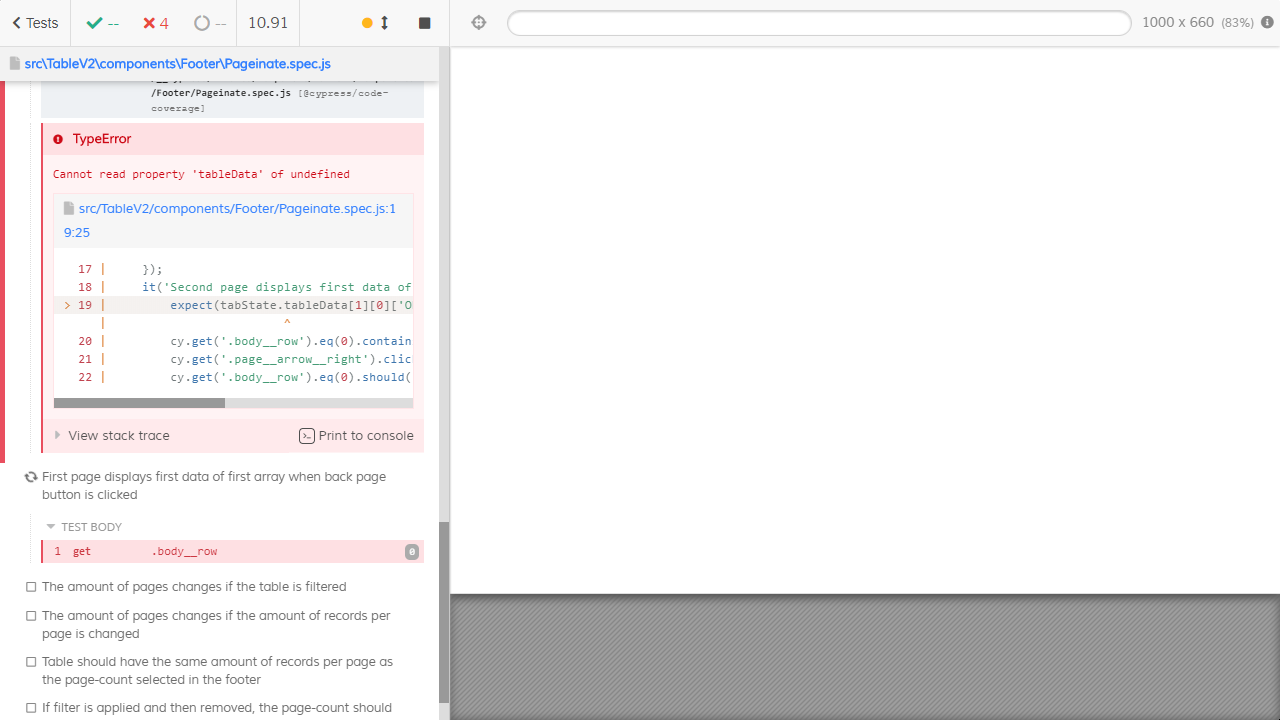 Tests -- 4 -- 10.91 1000 x 660 (83%)
src\TableV2\components\Footer\Pageinate.spec.js
/Footer/Pageinate.spec.js [@cypress/code-
coverage]
TypeError
Cannot read property 'tableData' of undefined
src/TableV2/components/Footer/Pageinate.spec.js:1
9:25
17 | });
18 | it('Second page displays first data of
> 19 | expect(tabState.tableData[1][0]['O
| ^
20 | cy.get('.body__row').eq(0).contain
21 | cy.get('.page__arrow__right').clic
22 | cy.get('.body__row').eq(0).should(
View stack trace Print to console
First page displays first data of first array when back page
button is clicked
TEST BODY
1 get .body__row 0
The amount of pages changes if the table is filtered
The amount of pages changes if the amount of records per
page is changed
Table should have the same amount of records per page as
the page-count selected in the footer
If filter is applied and then removed, the page-count should